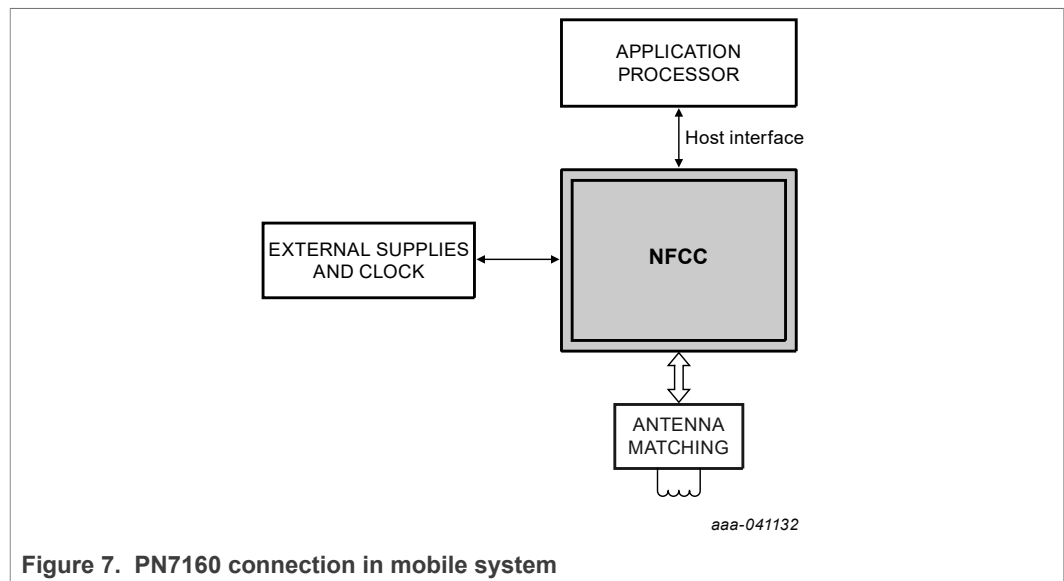 APPLICATION
PROCESSOR
Host interface
EXTERNAL SUPPLIES
AND CLOCK
NFCC
ANTENNA
MATCHING
aaa-041132
Figure 7. PN7160 connection in mobile system